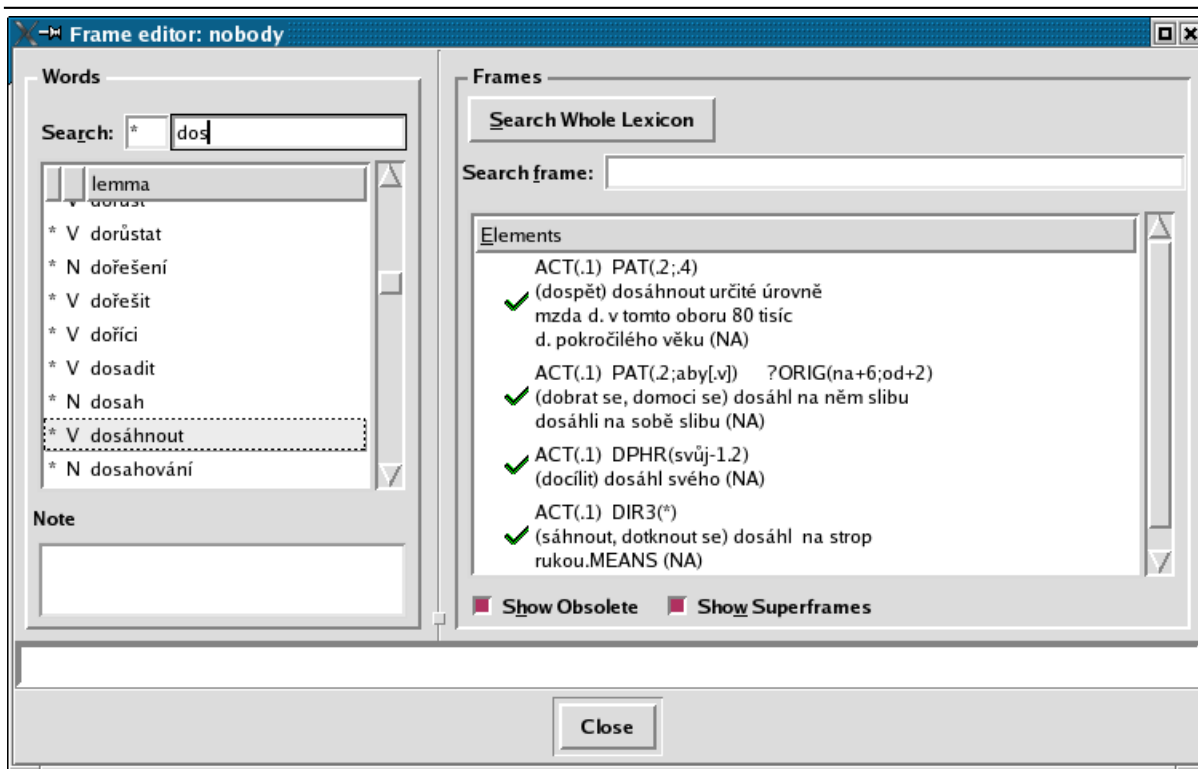 Frame editor: nobody
Words
Search: * dos
lemma
* V dorůstat
* N dořešení
* V dořešit
* V doříci
* V dosadit
* N dosah
* V dosáhnout
* N dosahování
Note
Frames
Search Whole Lexicon
Search frame:
Elements
ACT(.1) PAT(.2;.4)
(dospět) dosáhnout určité úrovně
mzda d. v tomto oboru 80 tisíc
d. pokročilého věku (NA)
ACT(.1) PAT(.2;aby[.v]) ?ORIG(na+6;od+2)
(dobrat se, domoci se) dosáhl na něm slibu
dosáhli na sobě slibu (NA)
ACT(.1) DPHR(svůj-1.2)
(docílit) dosáhl svého (NA)
ACT(.1) DIR3(*)
(sáhnout, dotknout se) dosáhl na strop
rukou.MEANS (NA)
Show Obsolete Show Superframes
Close